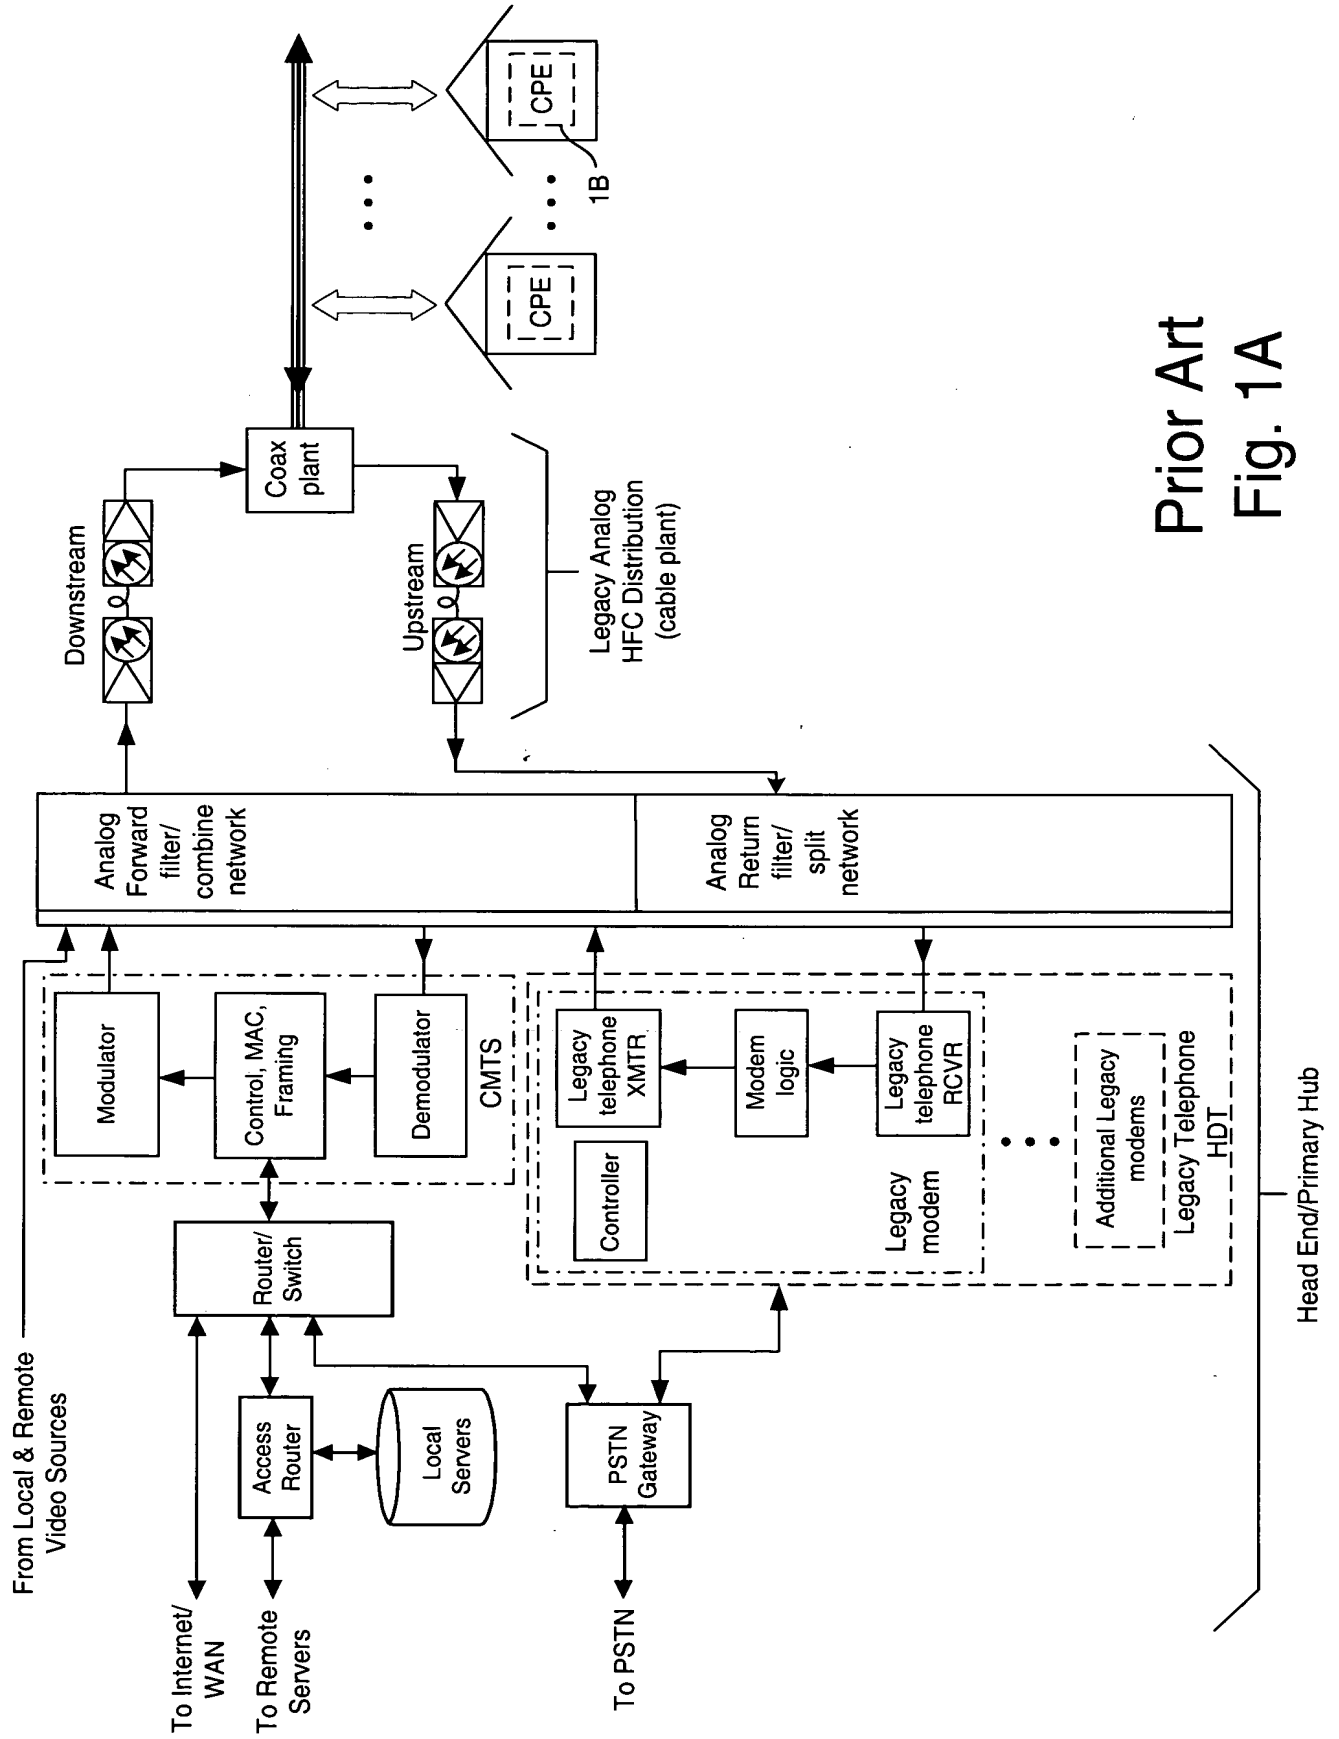 From Local & Remote
Video Sources
To Internet/
WAN
To Remote
Servers
To PSTN
Access
Router
Local
Servers
PSTN
Gateway
Router/
Switch
Modulator
Control, MAC,
Framing
Demodulator
CMTS
Controller
Legacy
telephone
XMTR
Modem
logic
Legacy
telephone
RCVR
Legacy
modem
Additional Legacy
modems
Legacy Telephone
HDT
Head End/Primary Hub
Analog
Forward
filter/
combine
network
Analog
Return
filter/
split
network
Downstream
Upstream
Coax
plant
Legacy Analog
HFC Distribution
(cable plant)
CPE
CPE
1B
Prior Art
Fig. 1A